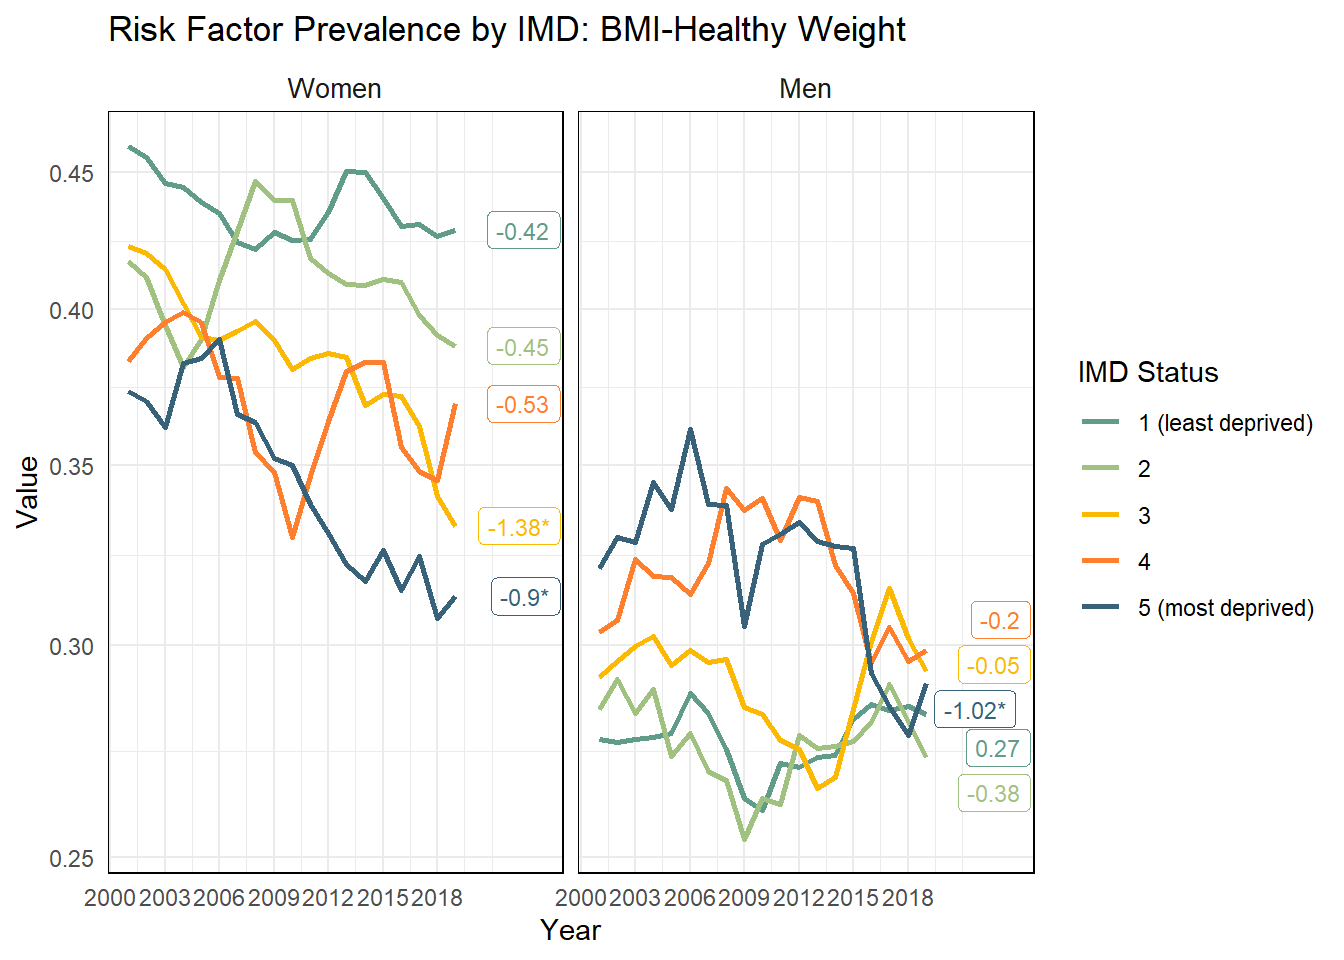 Risk Factor Prevalence by IMD: BMI-Healthy Weight
Women
Men
Value
0.45
0.40
0.35
0.30
0.25
-0.42
-0.45
-0.53
-1.38*
-0.9*
-0.2
-0.05
-1.02*
0.27
-0.38
2000 2003 2006 2009 2012 2015 2018
2000 2003 2006 2009 2012 2015 2018
Year
IMD Status
1 (least deprived)
2
3
4
5 (most deprived)